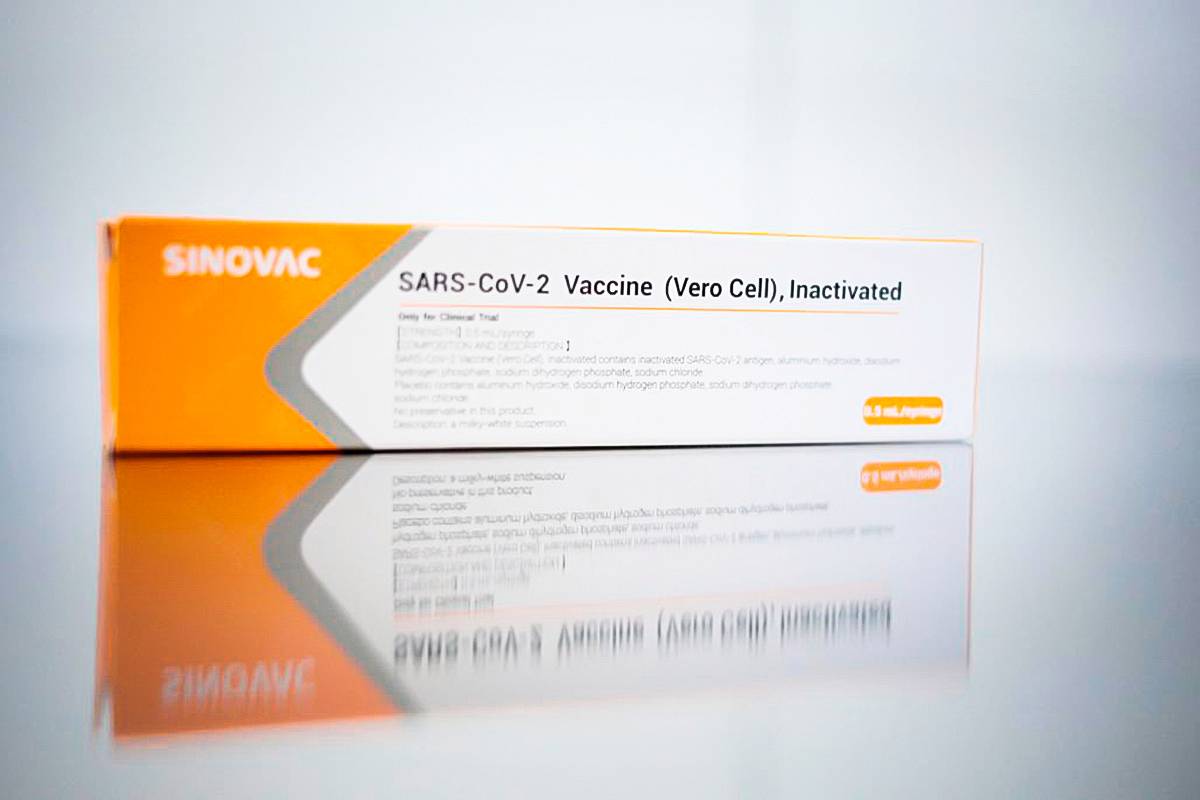 SINOVAC
SARS-CoV-2 Vaccine (Vero Cell), Inactivated
Only for Clinical Trial
[STRENGTH] 0.5 mL/syringe
[COMPOSITION AND DESCRIPTION]
SARS-CoV-2 Vaccine (Vero Cell), Inactivated contains inactivated SARS-CoV-2 antigen, aluminium hydroxide, disodium
hydrogen phosphate, sodium dihydrogen phosphate, sodium chloride.
Placebo contains aluminum hydroxide, disodium hydrogen phosphate, sodium dihydrogen phosphate,
sodium chloride.
No preservative in this product.
Description: a milky-white suspension.
0.5 mL/syringe